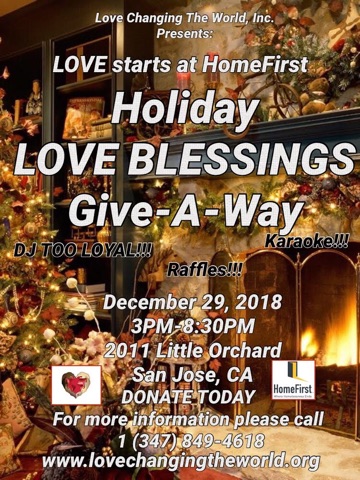 Love Changing The World, Inc.
Presents:
LOVE starts at HomeFirst
Holiday
LOVE BLESSINGS
Give-A-Way
Karaoke!!!
DJ TOO LOYAL!!!
Raffles!!!
December 29, 2018
3PM-8:30PM
2011 Little Orchard
San Jose, CA
HomeFirst
DONATE TODAY
For more information please call
1 (347) 849-4618
www.lovechangingtheworld.org